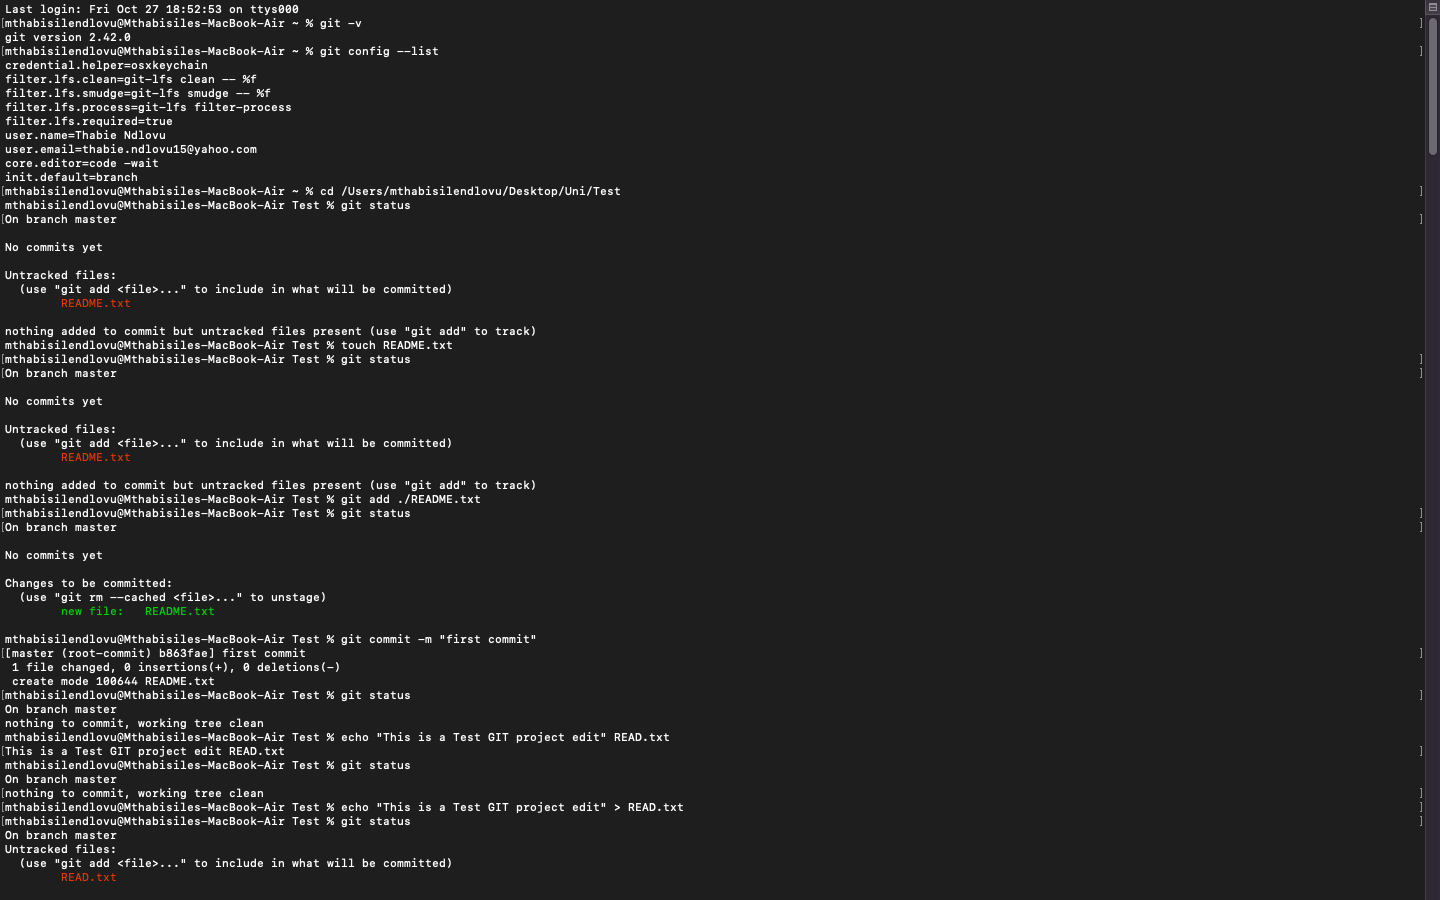 Last login: Fri Oct 27 18:52:53 on ttys000
[mthabisilendlovu@Mthabisiles-MacBook-Air ~ % git -v ]
git version 2.42.0
[mthabisilendlovu@Mthabisiles-MacBook-Air ~ % git config --list ]
credential.helper=osxkeychain
filter.lfs.clean=git-lfs clean -- %f
filter.lfs.smudge=git-lfs smudge -- %f
filter.lfs.process=git-lfs filter-process
filter.lfs.required=true
user.name=Thabie Ndlovu
user.email=thabie.ndlovu15@yahoo.com
core.editor=code -wait
init.default=branch
[mthabisilendlovu@Mthabisiles-MacBook-Air ~ % cd /Users/mthabisilendlovu/Desktop/Uni/Test ]
mthabisilendlovu@Mthabisiles-MacBook-Air Test % git status
[On branch master ]
No commits yet
Untracked files:
(use "git add <file>..." to include in what will be committed)
README.txt
nothing added to commit but untracked files present (use "git add" to track)
mthabisilendlovu@Mthabisiles-MacBook-Air Test % touch README.txt
[mthabisilendlovu@Mthabisiles-MacBook-Air Test % git status ]
[On branch master ]
No commits yet
Untracked files:
(use "git add <file>..." to include in what will be committed)
README.txt
nothing added to commit but untracked files present (use "git add" to track)
mthabisilendlovu@Mthabisiles-MacBook-Air Test % git add ./README.txt
[mthabisilendlovu@Mthabisiles-MacBook-Air Test % git status ]
[On branch master ]
No commits yet
Changes to be committed:
(use "git rm --cached <file>..." to unstage)
new file:   README.txt
mthabisilendlovu@Mthabisiles-MacBook-Air Test % git commit -m "first commit"
[[master (root-commit) b863fae] first commit ]
1 file changed, 0 insertions(+), 0 deletions(-)
create mode 100644 README.txt
[mthabisilendlovu@Mthabisiles-MacBook-Air Test % git status ]
On branch master
nothing to commit, working tree clean
mthabisilendlovu@Mthabisiles-MacBook-Air Test % echo "This is a Test GIT project edit" READ.txt
[This is a Test GIT project edit READ.txt ]
mthabisilendlovu@Mthabisiles-MacBook-Air Test % git status
On branch master
[nothing to commit, working tree clean ]
[mthabisilendlovu@Mthabisiles-MacBook-Air Test % echo "This is a Test GIT project edit" > READ.txt ]
[mthabisilendlovu@Mthabisiles-MacBook-Air Test % git status ]
On branch master
Untracked files:
(use "git add <file>..." to include in what will be committed)
READ.txt